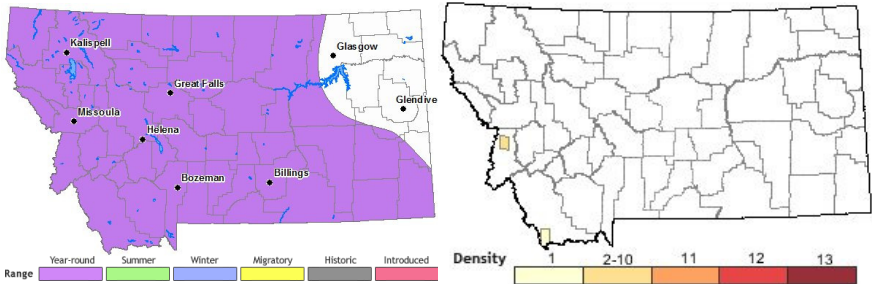 Kalispell
Glasgow
Great Falls
Glendive
Missoula
Helena
Bozeman
Billings
Range Year-round Summer Winter Migratory Historic Introduced
Density 1 2-10 11 12 13